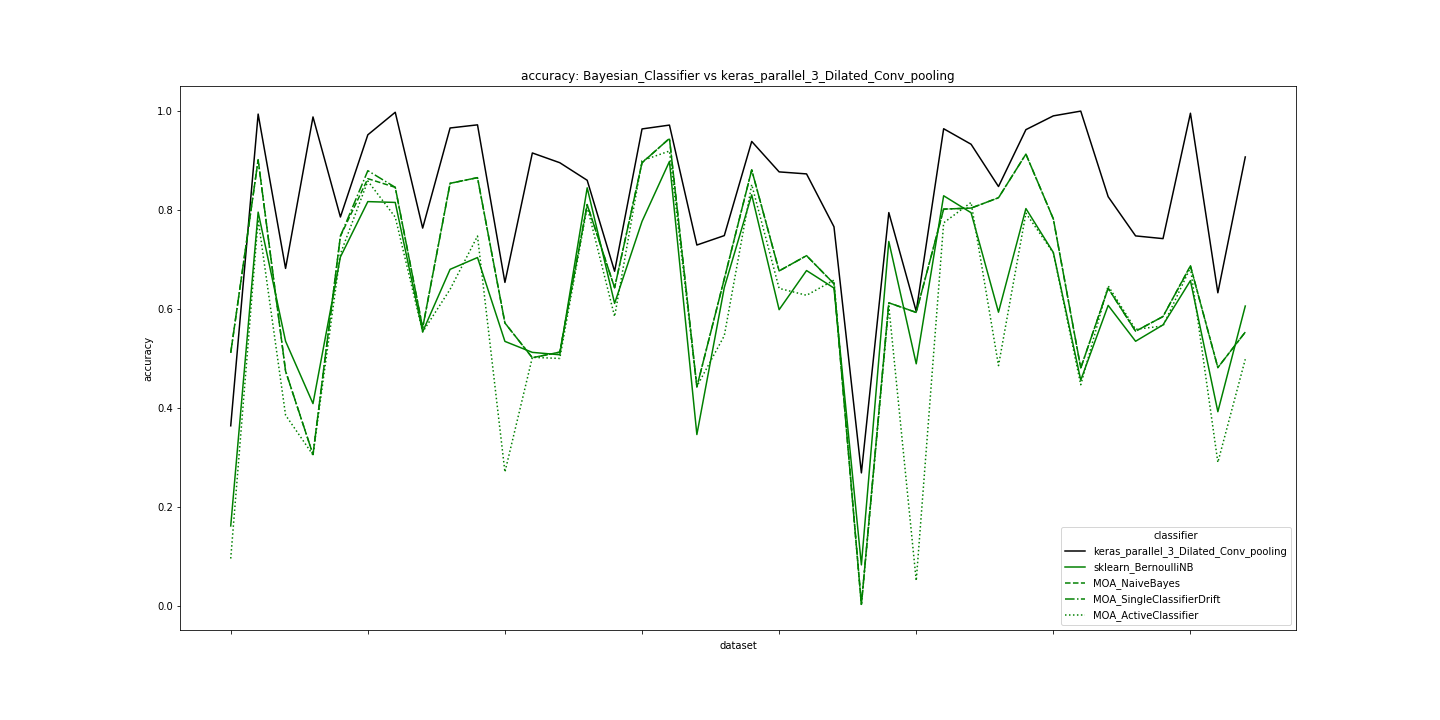 accuracy: Bayesian_Classifier vs keras_parallel_3_Dilated_Conv_pooling
1.0
0.8
0.6
0.4
0.2
0.0
accuracy
dataset
classifier
keras_parallel_3_Dilated_Conv_pooling
sklearn_BernoulliNB
MOA_NaiveBayes
MOA_SingleClassifierDrift
MOA_ActiveClassifier